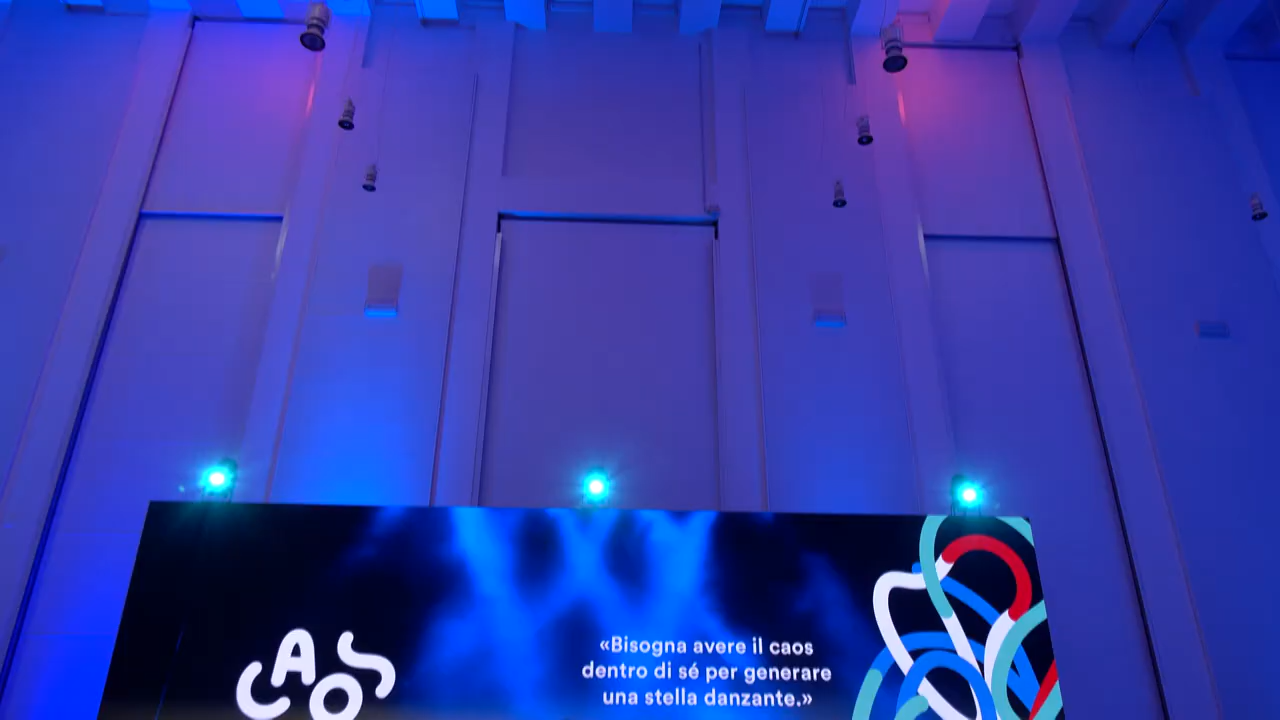 CAOS
«Bisogna avere il caos
dentro di sé per generare
una stella danzante.»